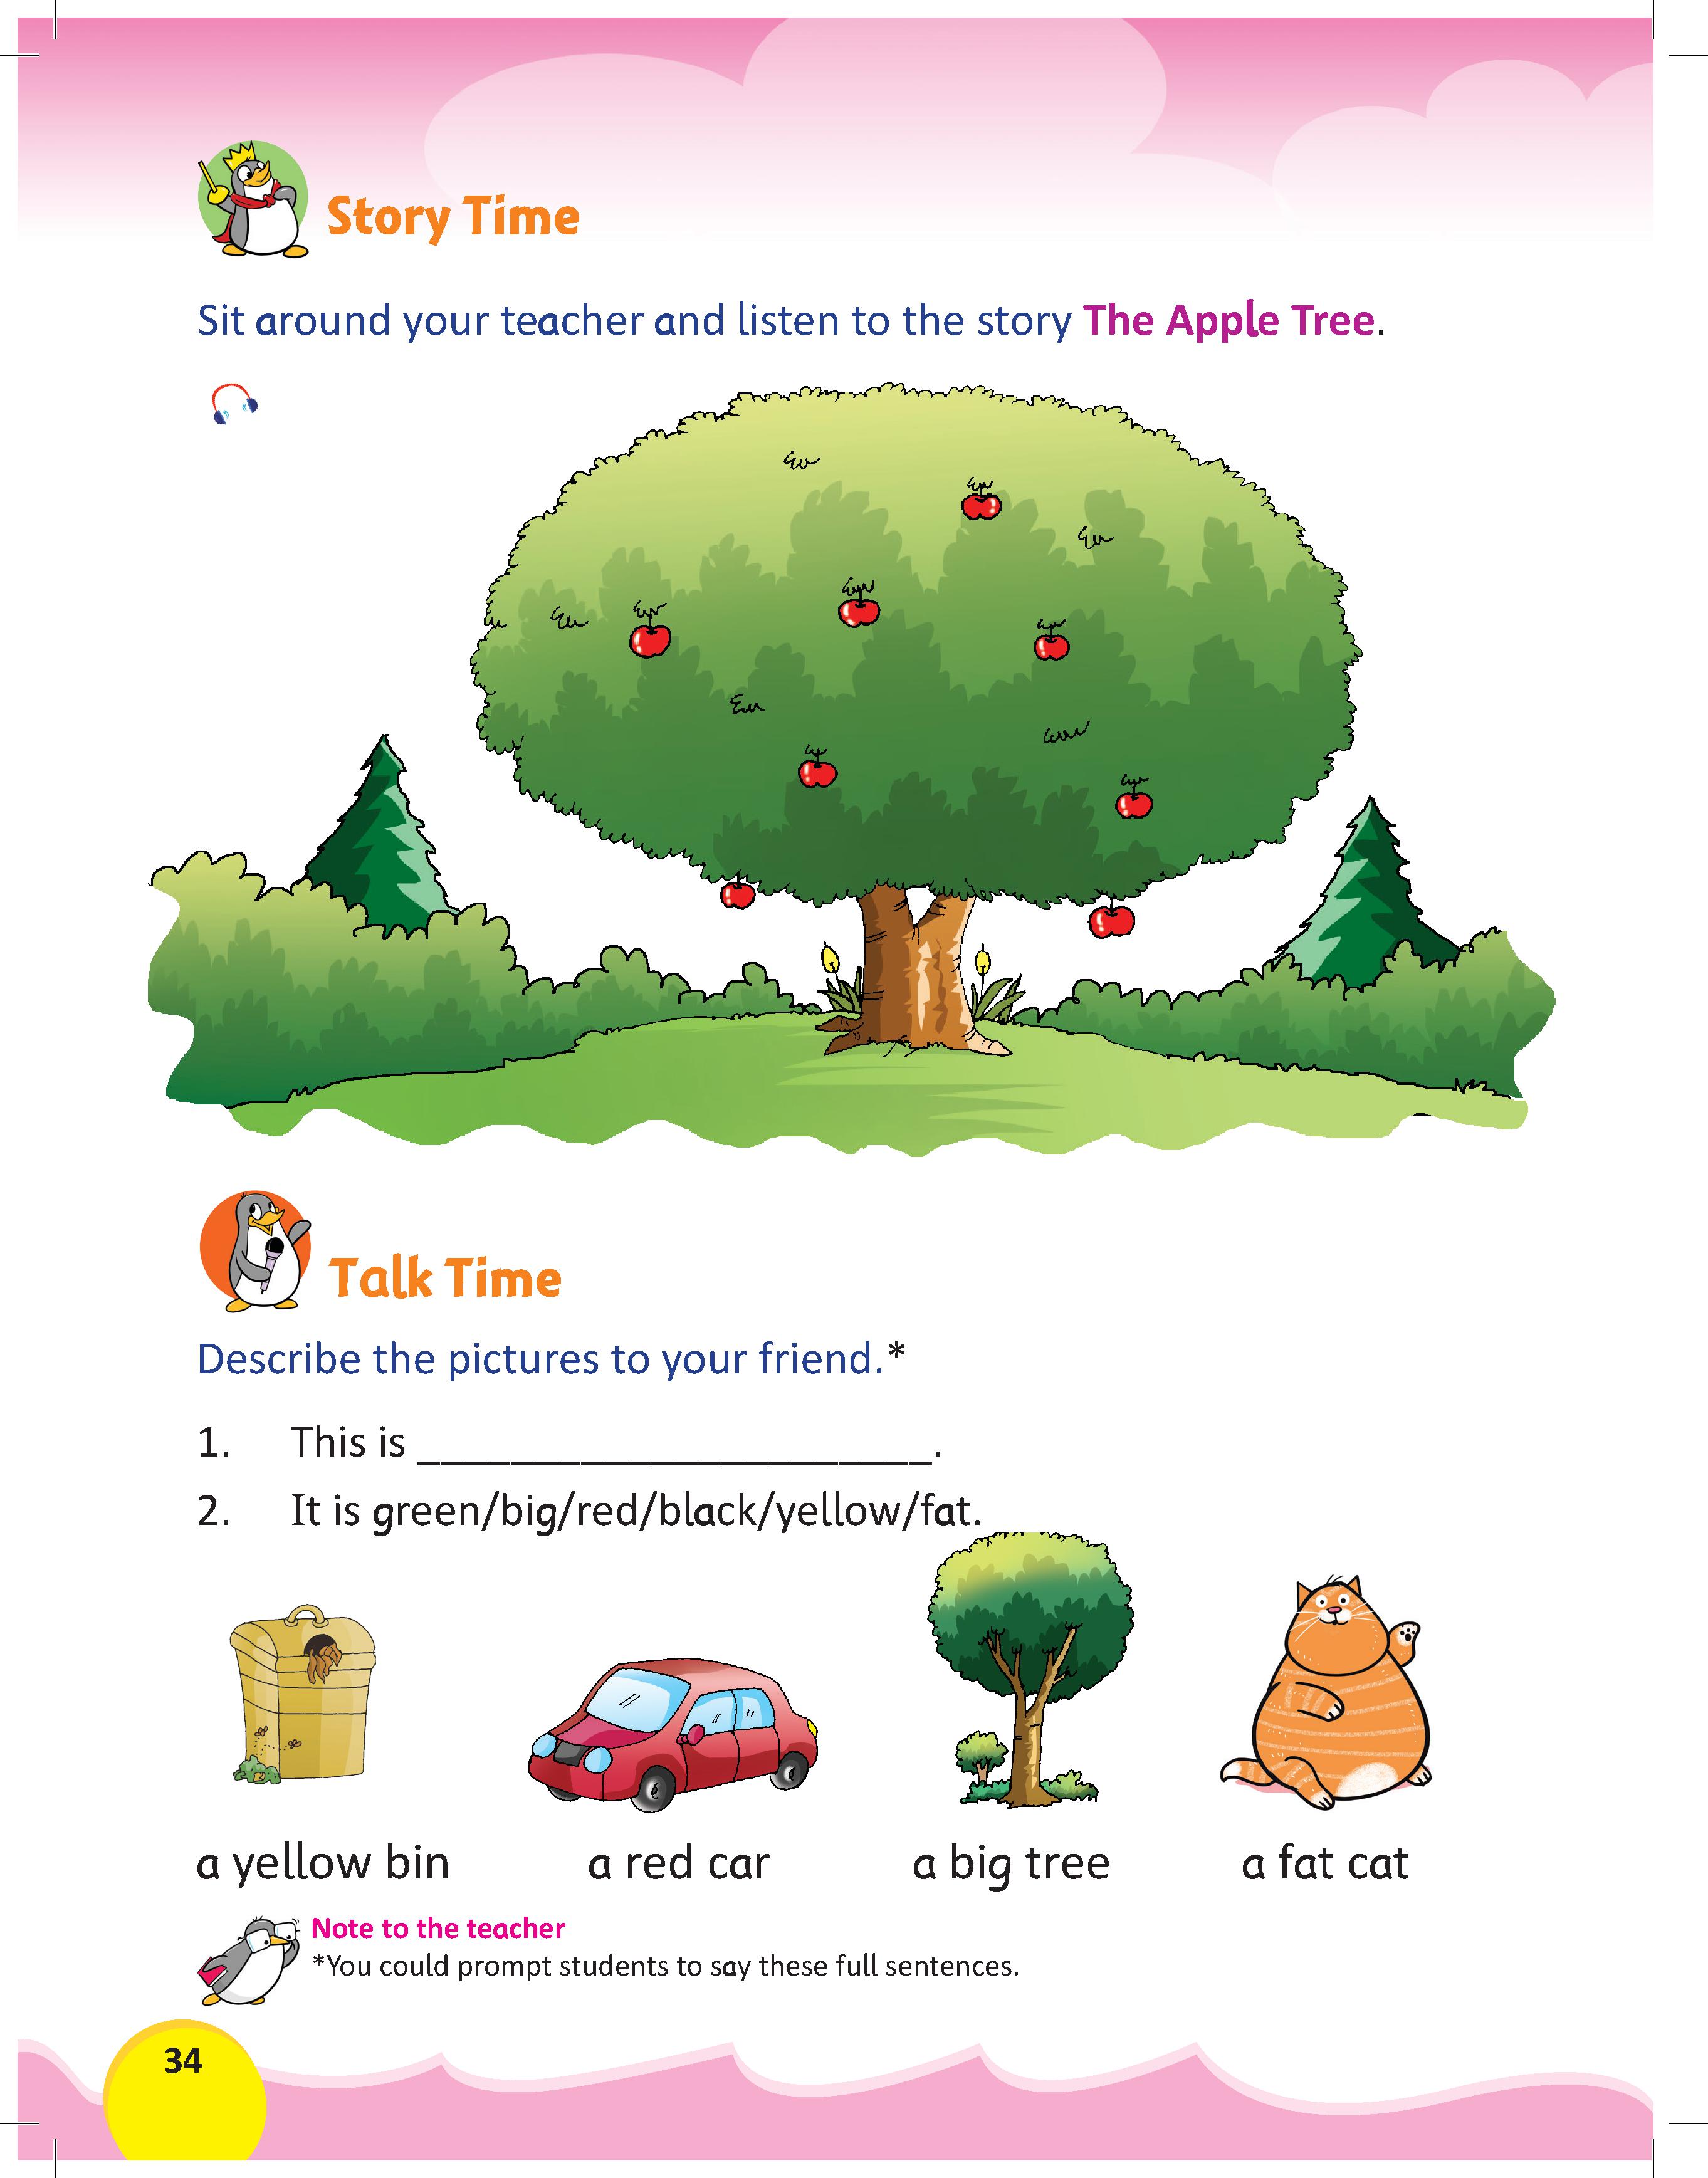 Story Time
Sit around your teacher and listen to the story The Apple Tree.
Talk Time
Describe the pictures to your friend.*
1. This is ______________________.
2. It is green/big/red/black/yellow/fat.
a yellow bin a red car a big tree a fat cat
Note to the teacher
*You could prompt students to say these full sentences.
34